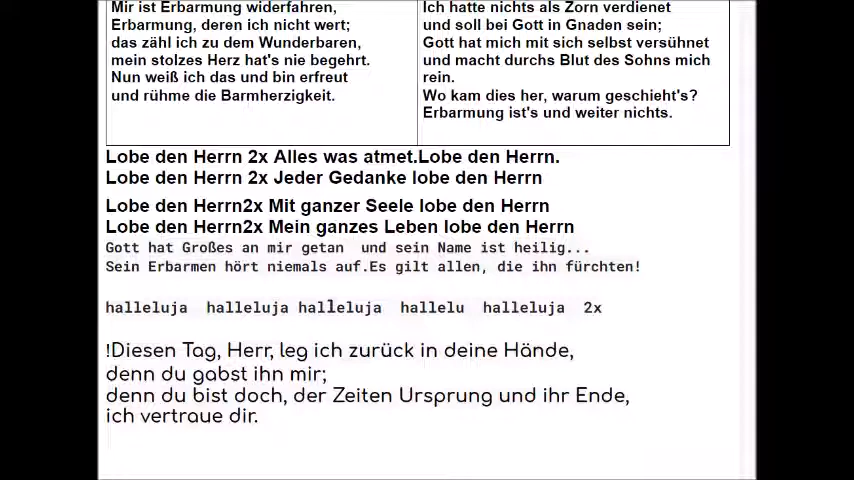 Mir ist Erbarmung widerfahren,
Erbarmung, deren ich nicht wert;
das zähl ich zu dem Wunderbaren,
mein stolzes Herz hat's nie begehrt.
Nun weiß ich das und bin erfreut
und rühme die Barmherzigkeit.
Ich hatte nichts als Zorn verdienet
und soll bei Gott in Gnaden sein;
Gott hat mich mit sich selbst versühnet
und macht durchs Blut des Sohns mich
rein.
Wo kam dies her, warum geschieht's?
Erbarmung ist's und weiter nichts.
Lobe den Herrn 2x Alles was atmet.Lobe den Herrn.
Lobe den Herrn 2x Jeder Gedanke lobe den Herrn
Lobe den Herrn2x Mit ganzer Seele lobe den Herrn
Lobe den Herrn2x Mein ganzes Leben lobe den Herrn
Gott hat Großes an mir getan  und sein Name ist heilig...
Sein Erbarmen hört niemals auf.Es gilt allen, die ihn fürchten!
halleluja  halleluja halleluja  hallelu  halleluja  2x
!Diesen Tag, Herr, leg ich zurück in deine Hände,
denn du gabst ihn mir;
denn du bist doch, der Zeiten Ursprung und ihr Ende,
ich vertraue dir.